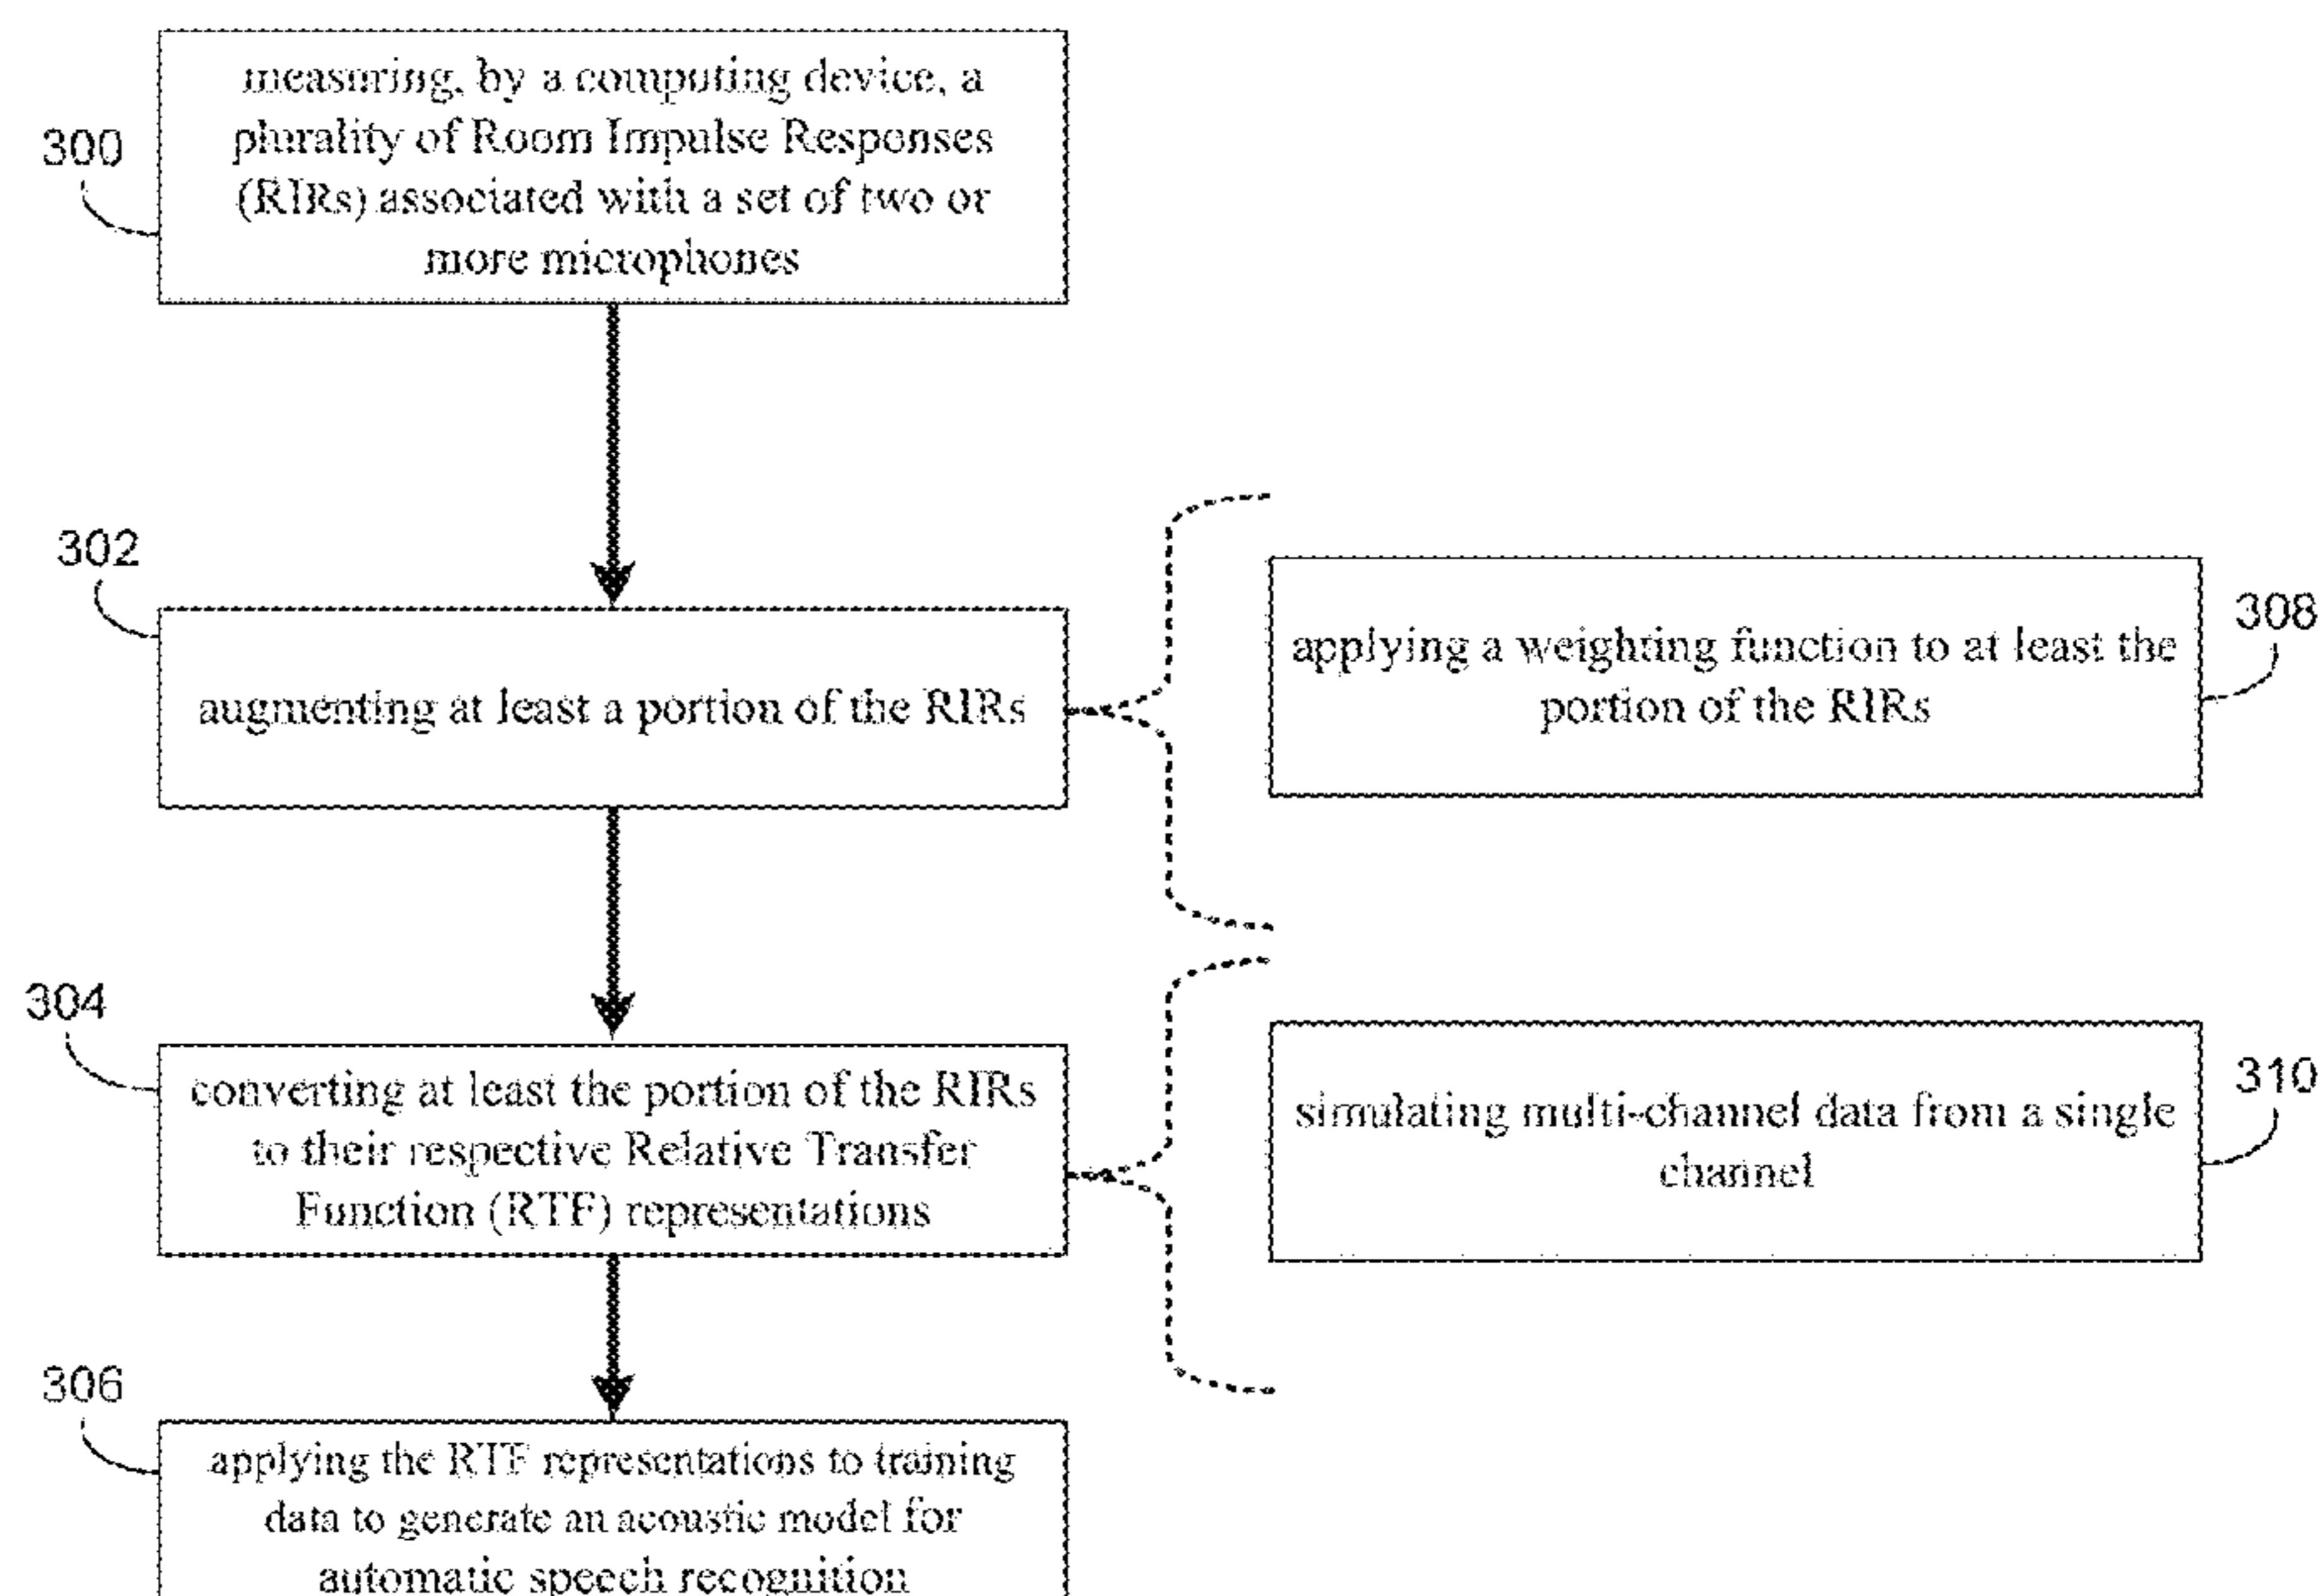 300
measuring, by a computing device, a
plurality of Room Impulse Responses
(RIRs) associated with a set of two or
more microphones
302
augmenting at least a portion of the RIRs
308
applying a weighting function to at least the
portion of the RIRs
304
converting at least the portion of the RIRs
to their respective Relative Transfer
Function (RTF) representations
310
simulating multi-channel data from a single
channel
306
applying the RTF representations to training
data to generate an acoustic model for
automatic speech recognition